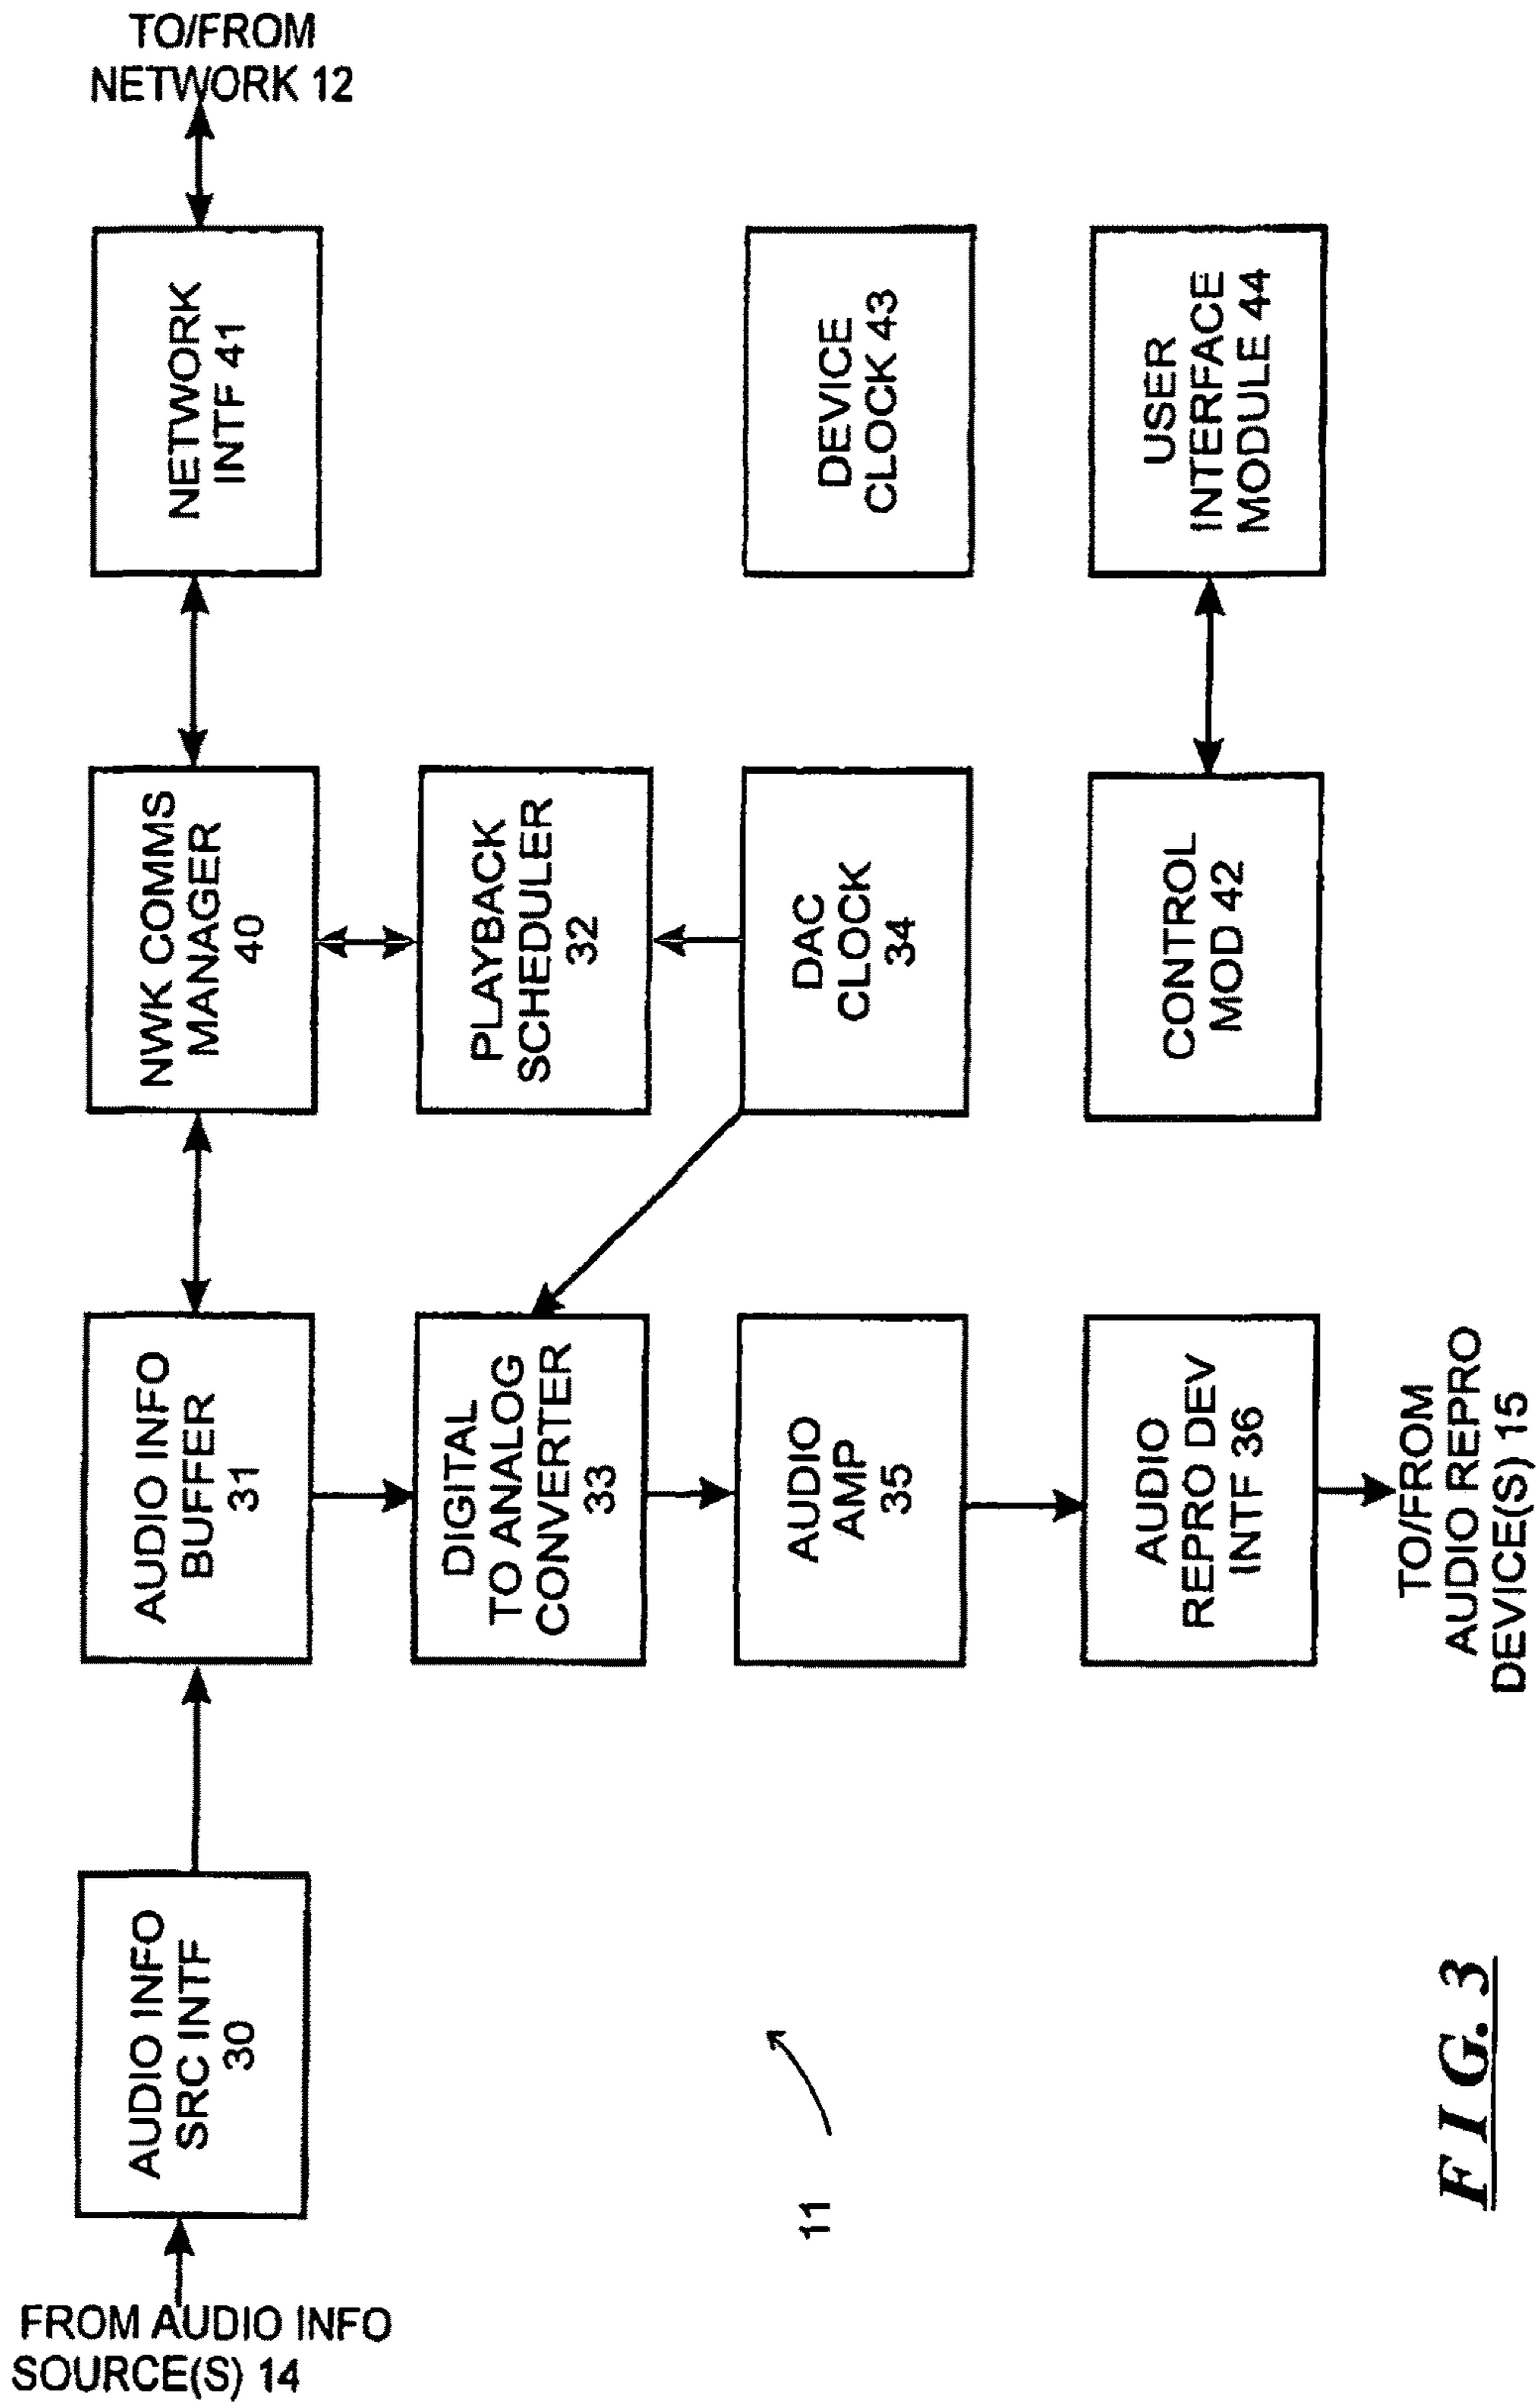 TO/FROM
NETWORK 12
NETWORK
INTF 41
DEVICE
CLOCK 43
USER
INTERFACE
MODULE 44
NWK COMMS
MANAGER
40
PLAYBACK
SCHEDULER
32
DAC
CLOCK
34
CONTROL
MOD 42
AUDIO INFO
BUFFER
31
DIGITAL
TO ANALOG
CONVERTER
33
AUDIO
AMP
35
AUDIO
REPRO DEV
INTF 36
TO/FROM
AUDIO REPRO
DEVICE(S) 15
AUDIO INFO
SRC INTF
30
11
FROM AUDIO INFO
SOURCE(S) 14
FIG. 3